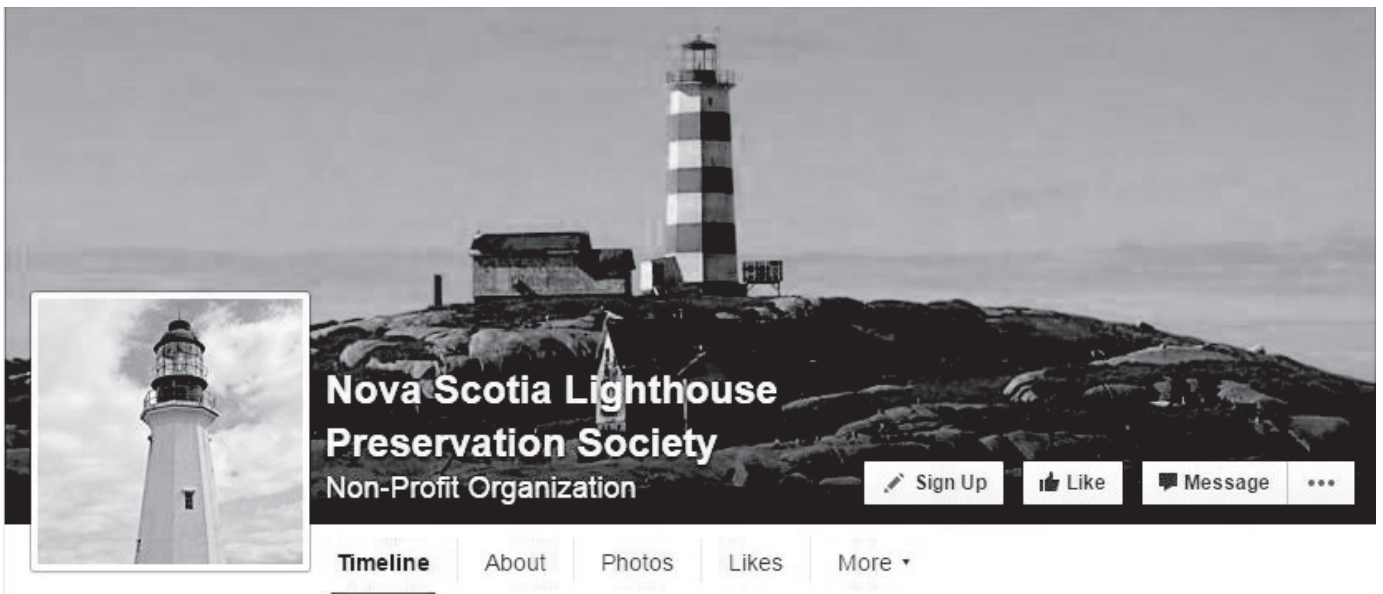 Nova Scotia Lighthouse
Preservation Society
Non-Profit Organization
Sign Up
Like
Message
Timeline
About
Photos
Likes
More